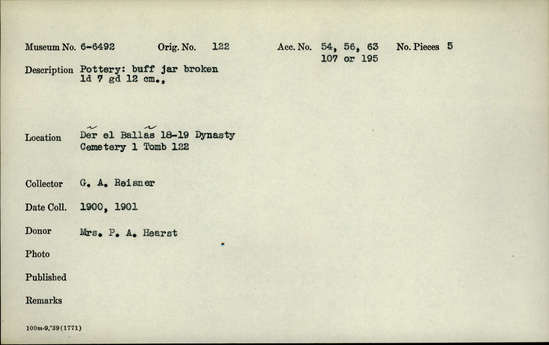 Museum No. 6-6492 Orig. No. 122 Acc. No. 54, 56, 63 No. Pieces 5
107 or 195
Description Pottery: buff jar broken
ld 7 gd 12 cm.,
Location Der el Ballas 18-19 Dynasty
Cemetery 1 Tomb 122
Collector G. A. Reisner
Date Coll. 1900, 1901
Donor Mrs. P. A. Hearst
Photo
Published
Remarks
100m-9,'39(1771)